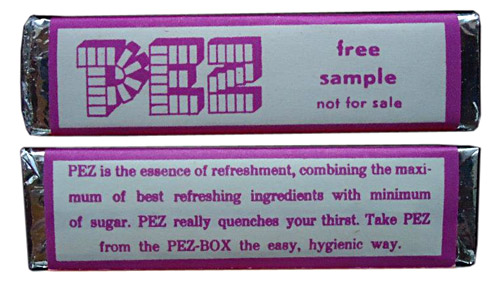 PEZ
free
sample
not for sale
PEZ is the essence of refreshment, combining the maxi-
mum of best refreshing ingredients with minimum
of sugar. PEZ really quenches your thirst. Take PEZ
from the PEZ-BOX the easy, hygienic way.